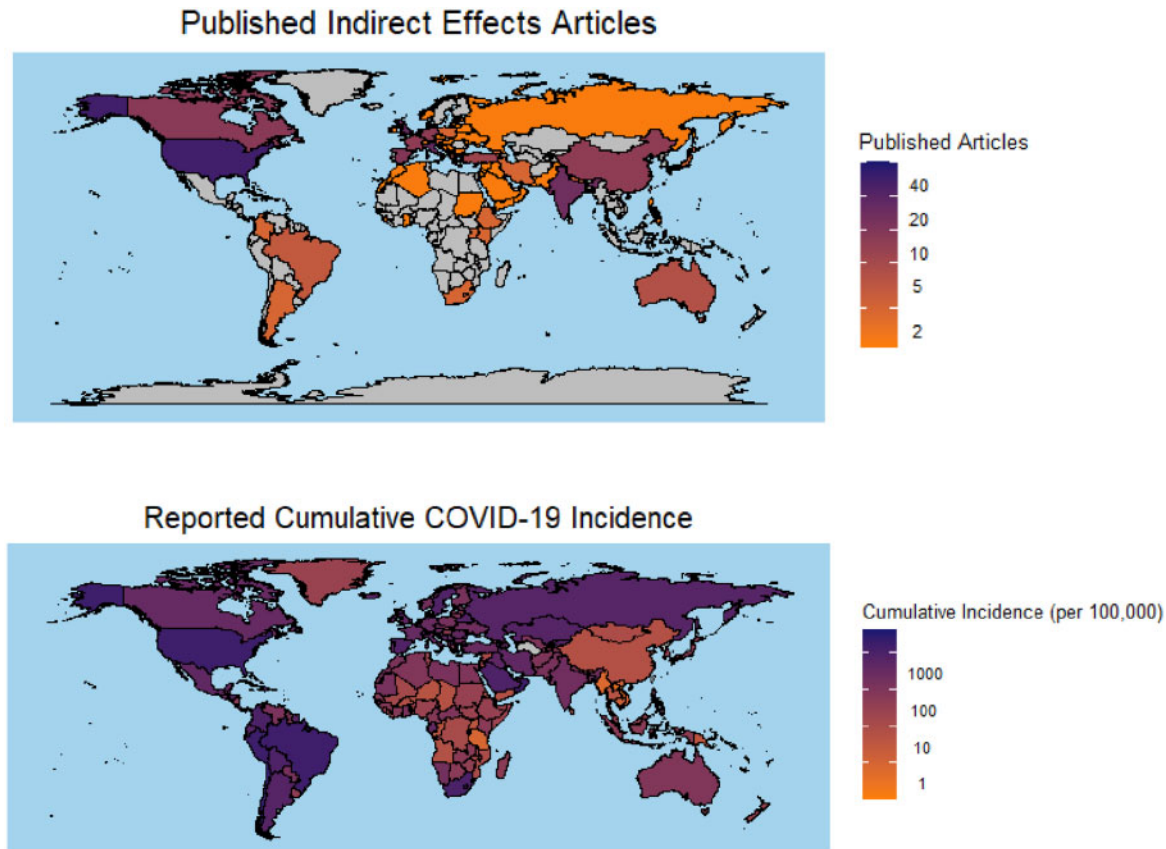 Published Indirect Effects Articles
Published Articles
40
20
10
5
2
Reported Cumulative COVID-19 Incidence
Cumulative Incidence (per 100,000)
1000
100
10
1